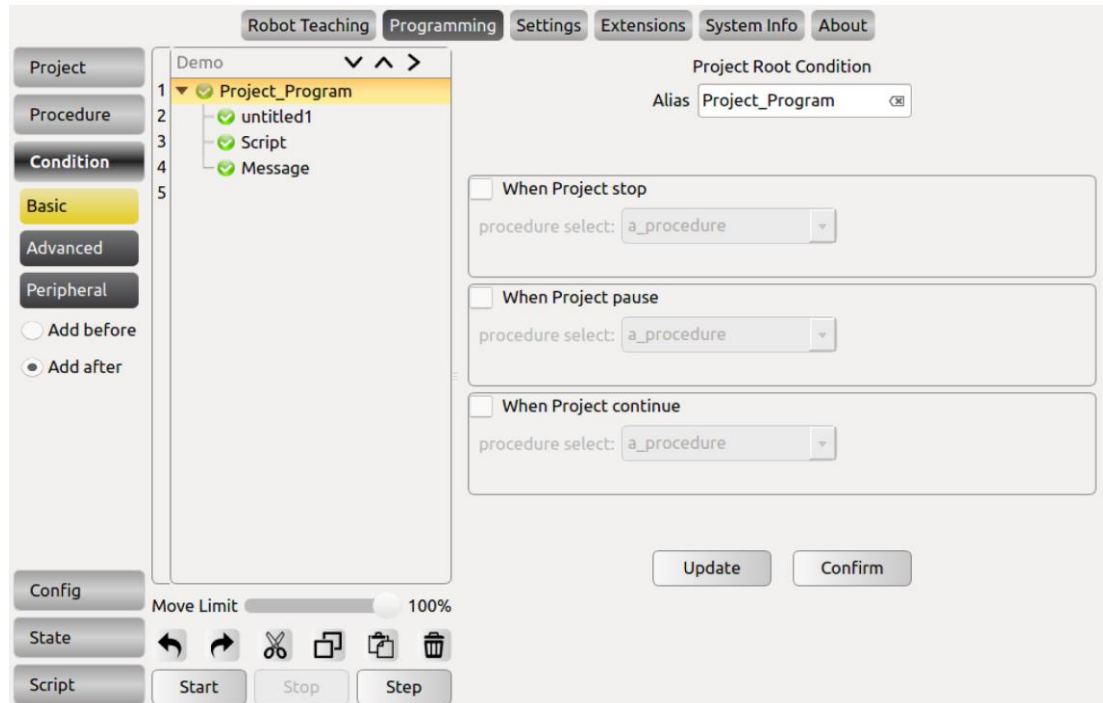 Robot Teaching Programming Settings Extensions System Info About
Project
Procedure
Condition
Basic
Advanced
Peripheral
Add before
Add after
Config
State
Script
Demo
1 Project_Program
2 untitled1
3 Script
4 Message
5
Move Limit 100%
Start Stop Step
Project Root Condition
Alias Project_Program
When Project stop
procedure select: a_procedure
When Project pause
procedure select: a_procedure
When Project continue
procedure select: a_procedure
Update Confirm